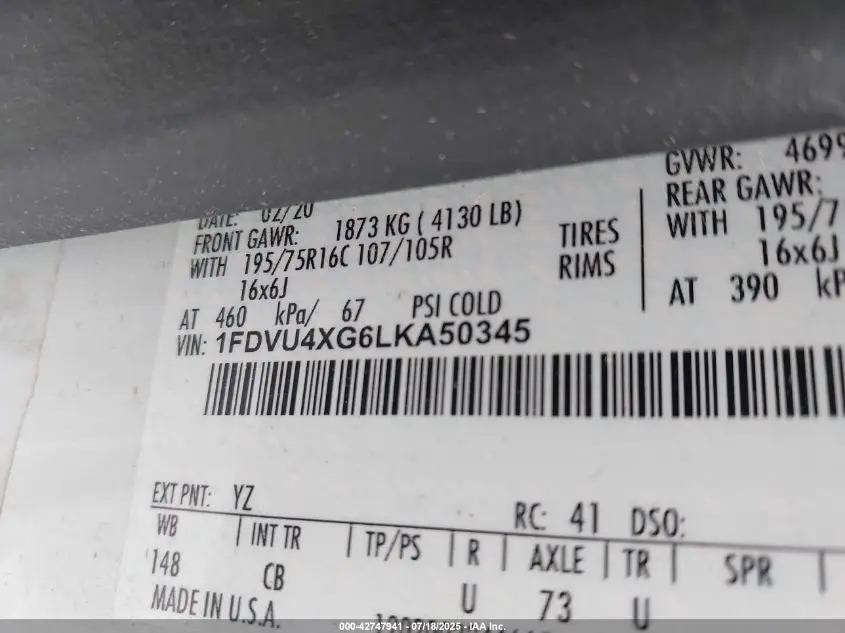 DATE: 02/20
FRONT GAWR: 1873 KG ( 4130 LB)
WITH 195/75R16C 107/105R TIRES
16x6J RIMS
AT 460 kPa/ 67 PSI COLD
GVWR: 4699
REAR GAWR:
WITH 195/7
16x6J
AT 390 kP
VIN: 1FDVU4XG6LKA50345
EXT PNT: YZ RC: 41 DSO:
WB | INT TR | TP/PS | R | AXLE | TR | SPR |
148 CB U 73 U
MADE IN U.S.A.
000-42747941 | 07/18/2025 - IAA Inc.